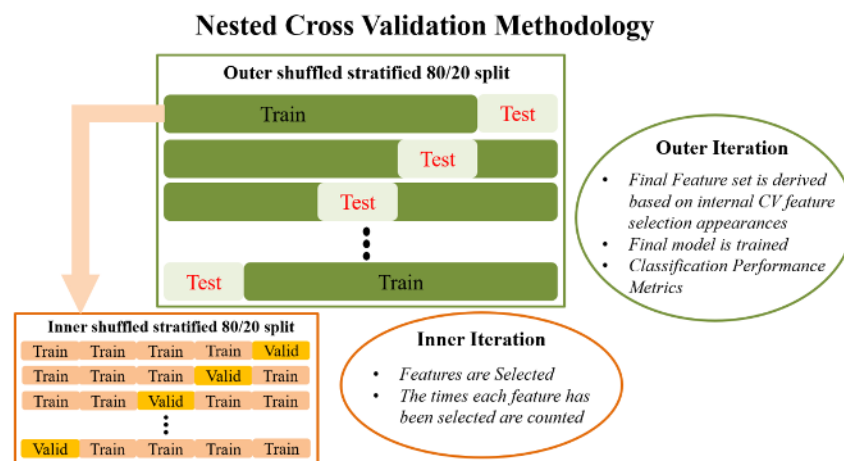 Nested Cross Validation Methodology
Outer shuffled stratified 80/20 split
Train Test
Test
Test
Test Train
Outer Iteration
• Final Feature set is derived
based on internal CV feature
selection appearances
• Final model is trained
• Classification Performance
Metrics
Inner shuffled stratified 80/20 split
Train Train Train Train Valid
Train Train Train Valid Train
Train Train Valid Train Train
Valid Train Train Train Train
Inner Iteration
• Features are Selected
• The times each feature has
been selected are counted